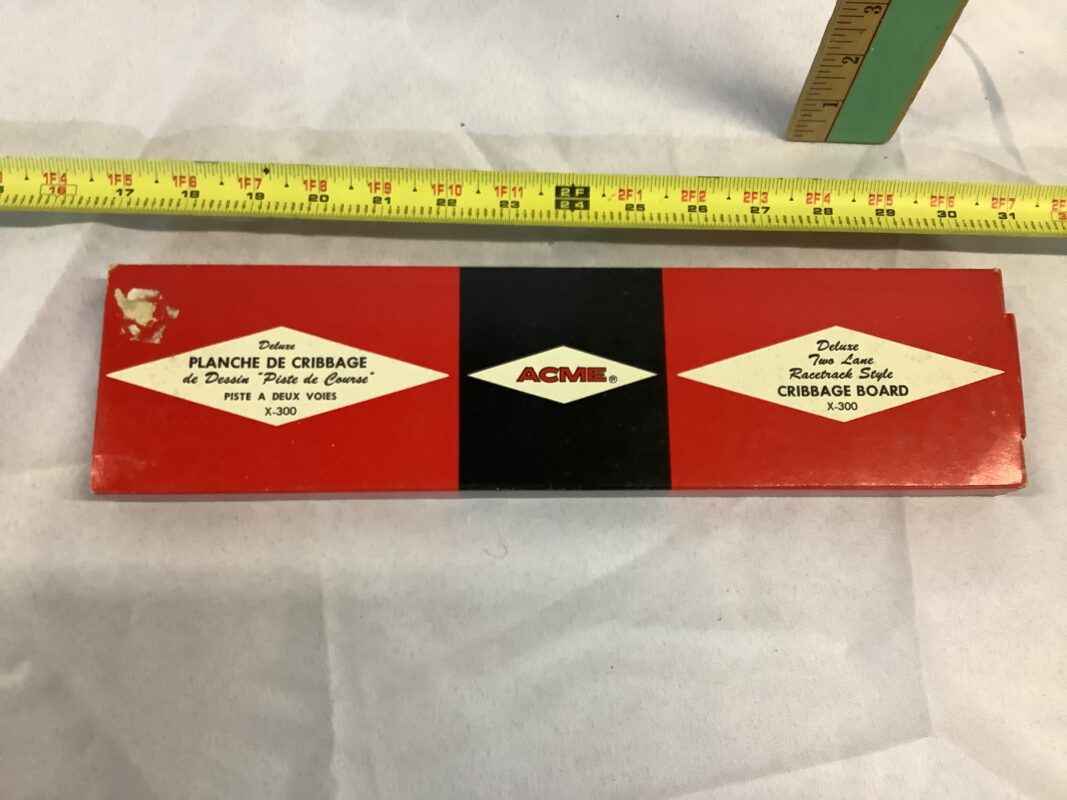 3
2
1
1F4 1F5 1F6 1F7 1F8 1F9 1F10 1F11 2F 2F1 2F2 2F3 2F4 2F5 2F6 2F7
16 17 18 19 20 21 22 23 24 25 26 27 28 29 30 31
Deluxe
PLANCHE DE CRIBBAGE
de Dessin "Piste de Course"
PISTE A DEUX VOIES
X-300
ACME®
Deluxe
Two Lane
Racetrack Style
CRIBBAGE BOARD
X-300